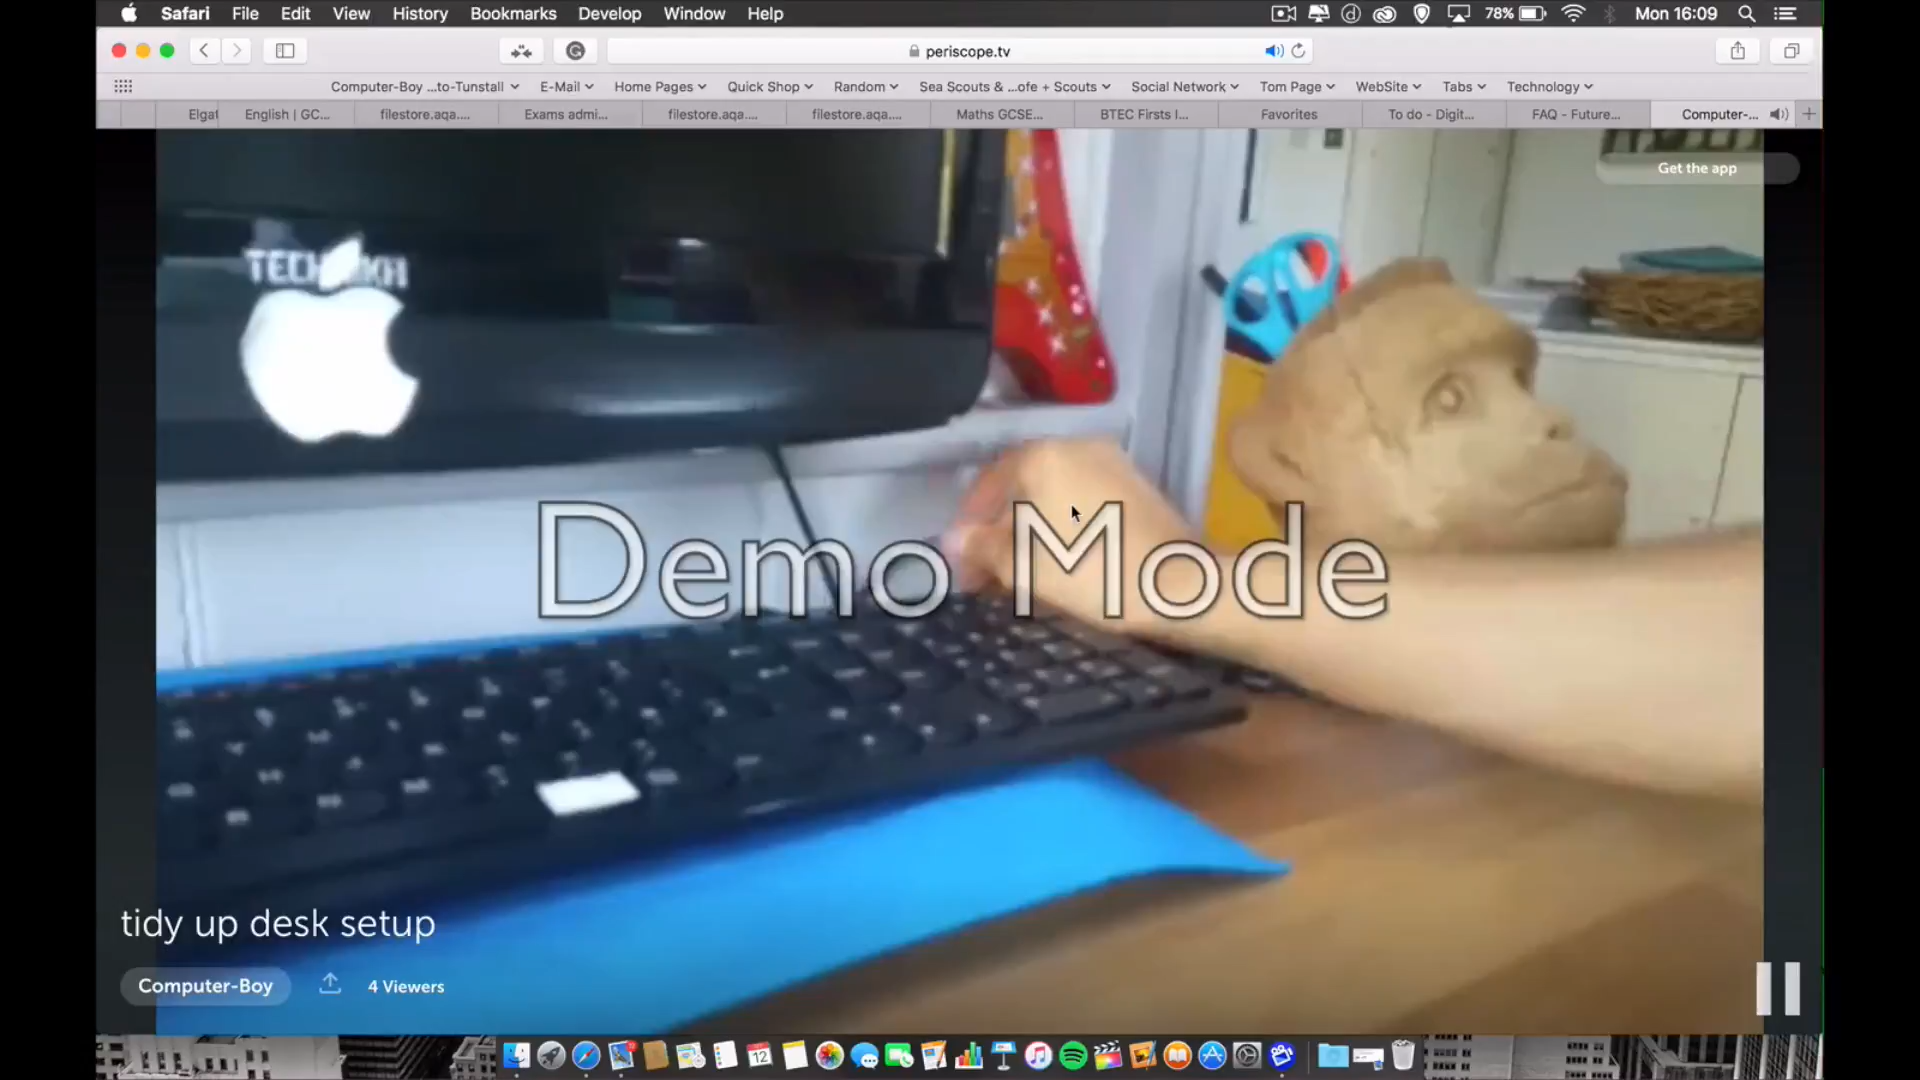 Safari File Edit View History Bookmarks Develop Window Help 78% Mon 16:09
periscope.tv
Computer-Boy ...to-Tunstall E-Mail Home Pages Quick Shop Random Sea Scouts & ...ofe + Scouts Social Network Tom Page WebSite Tabs Technology
Elgat English | GC... filestore.aqa.... Exams admi... filestore.aqa.... filestore.aqa.... Maths GCSE... BTEC Firsts I... Favorites To do - Digit... FAQ - Future... Computer-...
Get the app
Demo Mode
tidy up desk setup
Computer-Boy 4 Viewers
12